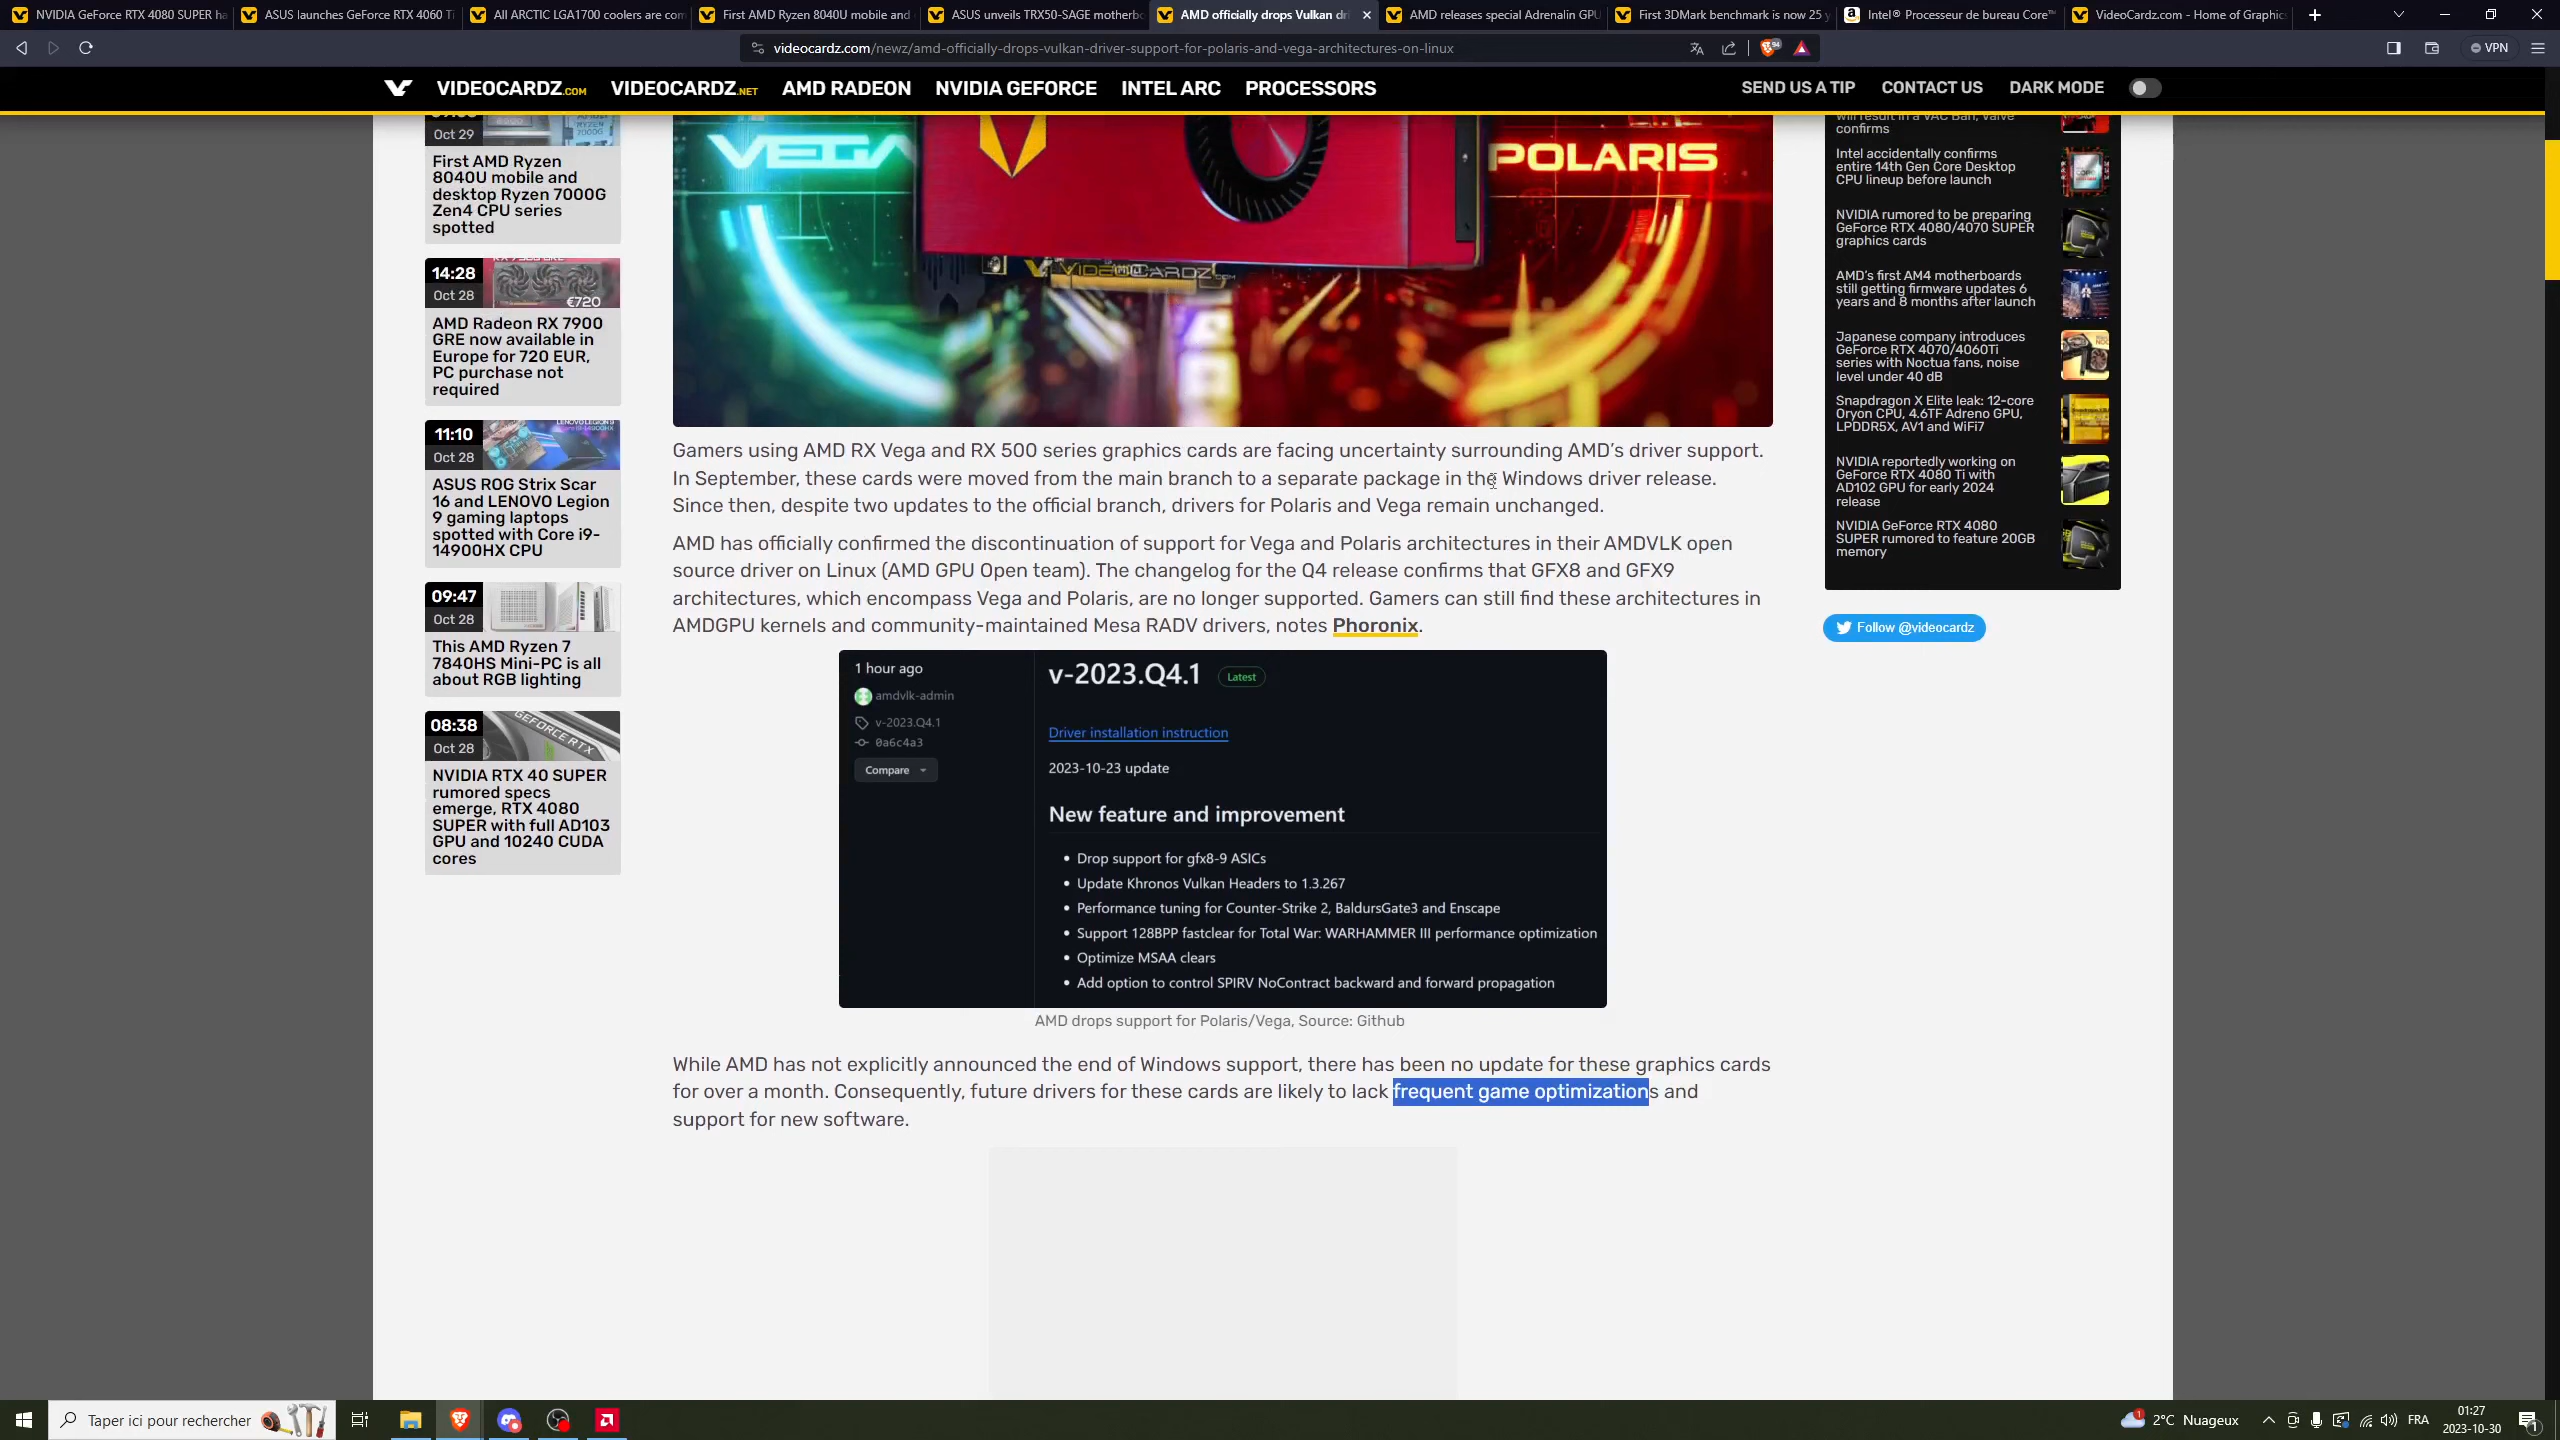 NVIDIA GeForce RTX 4080 SUPER ha
ASUS launches GeForce RTX 4060 Ti
All ARCTIC LGA1700 coolers are com
First AMD Ryzen 8040U mobile and
ASUS unveils TRX50-SAGE motherbo
AMD officially drops Vulkan dri
AMD releases special Adrenalin GPU
First 3DMark benchmark is now 25 y
Intel® Processeur de bureau Core™
VideoCardz.com - Home of Graphic
videocardz.com/newz/amd-officially-drops-vulkan-driver-support-for-polaris-and-vega-architectures-on-linux
94
VPN
VIDEOCARDZ.COM
VIDEOCARDZ.NET
AMD RADEON
NVIDIA GEFORCE
INTEL ARC
PROCESSORS
SEND US A TIP
CONTACT US
DARK MODE
Oct 29
First AMD Ryzen
8040U mobile and
desktop Ryzen 7000G
Zen4 CPU series
spotted
14:28
Oct 28
€720
AMD Radeon RX 7900
GRE now available in
Europe for 720 EUR,
PC purchase not
required
11:10
Oct 28
ASUS ROG Strix Scar
16 and LENOVO Legion
9 gaming laptops
spotted with Core i9-
14900HX CPU
09:47
Oct 28
This AMD Ryzen 7
7840HS Mini-PC is all
about RGB lighting
08:38
Oct 28
GEFORCE RTX
NVIDIA RTX 40 SUPER
rumored specs
emerge, RTX 4080
SUPER with full AD103
GPU and 10240 CUDA
cores
VEGA
POLARIS
VIDEOCARDZ.COM
Gamers using AMD RX Vega and RX 500 series graphics cards are facing uncertainty surrounding AMD's driver support.
In September, these cards were moved from the main branch to a separate package in the Windows driver release.
Since then, despite two updates to the official branch, drivers for Polaris and Vega remain unchanged.
AMD has officially confirmed the discontinuation of support for Vega and Polaris architectures in their AMDVLK open
source driver on Linux (AMD GPU Open team). The changelog for the Q4 release confirms that GFX8 and GFX9
architectures, which encompass Vega and Polaris, are no longer supported. Gamers can still find these architectures in
AMDGPU kernels and community-maintained Mesa RADV drivers, notes Phoronix.
1 hour ago
amdvlk-admin
v-2023.Q4.1
0a6c4a3
Compare
v-2023.Q4.1
Latest
Driver installation instruction
2023-10-23 update
New feature and improvement
• Drop support for gfx8-9 ASICs
• Update Khronos Vulkan Headers to 1.3.267
• Performance tuning for Counter-Strike 2, BaldursGate3 and Enscape
• Support 128BPP fastclear for Total War: WARHAMMER III performance optimization
• Optimize MSAA clears
• Add option to control SPIRV NoContract backward and forward propagation
AMD drops support for Polaris/Vega, Source: Github
While AMD has not explicitly announced the end of Windows support, there has been no update for these graphics cards
for over a month. Consequently, future drivers for these cards are likely to lack frequent game optimizations and
support for new software.
will result in a VAC Ban, Valve
confirms
Intel accidentally confirms
entire 14th Gen Core Desktop
CPU lineup before launch
NVIDIA rumored to be preparing
GeForce RTX 4080/4070 SUPER
graphics cards
AMD's first AM4 motherboards
still getting firmware updates 6
years and 8 months after launch
Japanese company introduces
GeForce RTX 4070/4060Ti
series with Noctua fans, noise
level under 40 dB
Snapdragon X Elite leak: 12-core
Oryon CPU, 4.6TF Adreno GPU,
LPDDR5X, AV1 and WiFi7
NVIDIA reportedly working on
GeForce RTX 4080 Ti with
AD102 GPU for early 2024
release
NVIDIA GeForce RTX 4080
SUPER rumored to feature 20GB
memory
Follow @videocardz
Taper ici pour rechercher
2°C Nuageux
FRA
01:27
2023-10-30